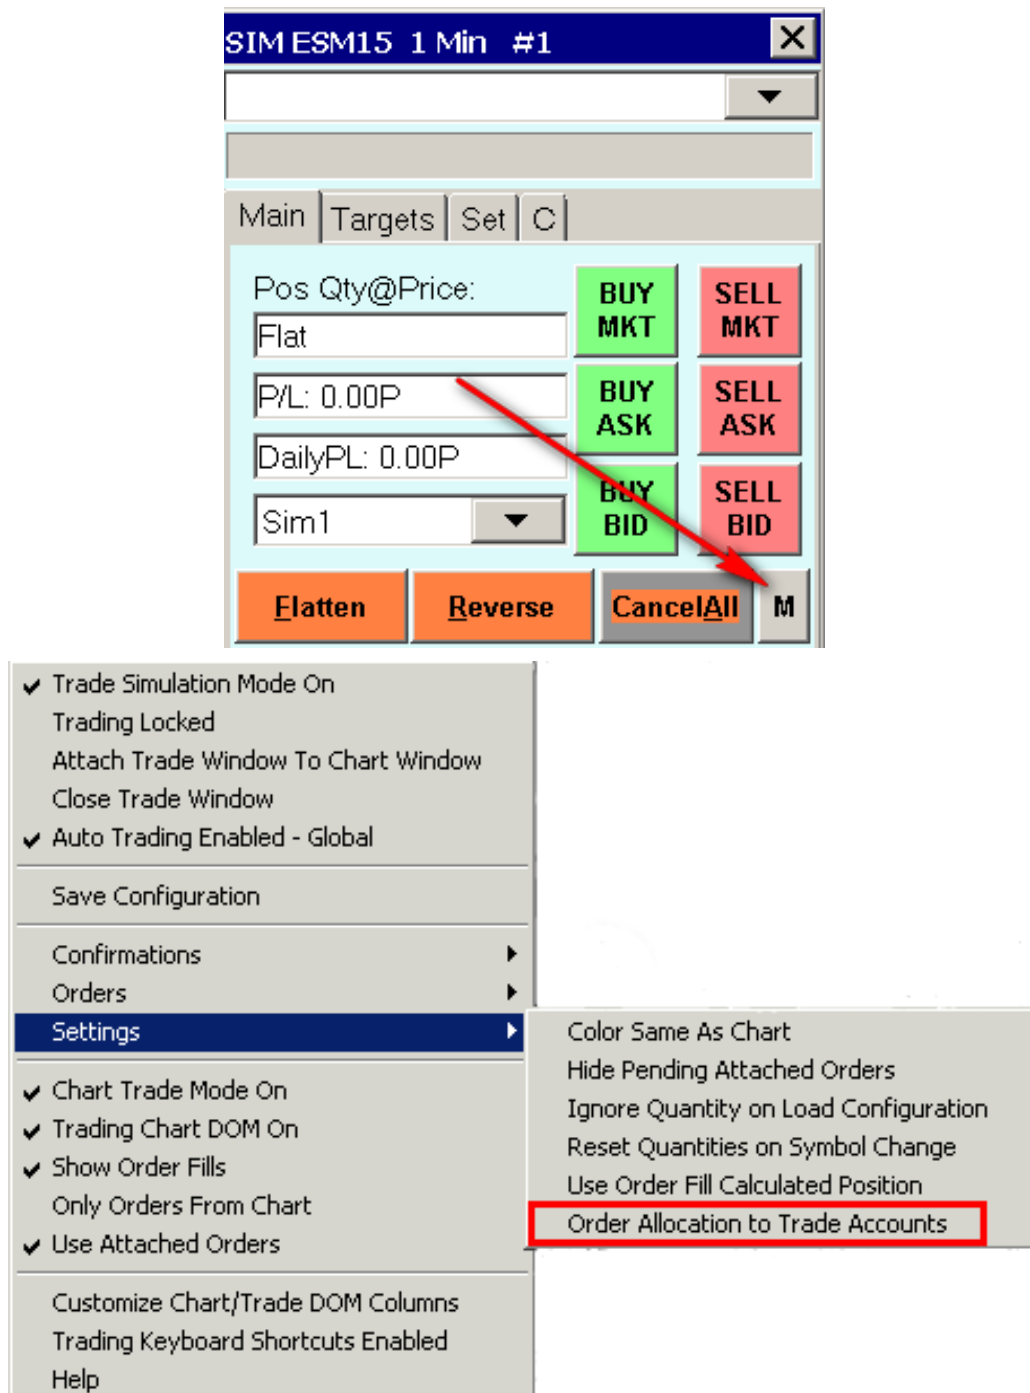 SIM ESM15 1 Min #1
Main Targets Set C
Pos Qty@Price:
Flat
P/L: 0.00P
DailyPL: 0.00P
Sim1
BUY
MKT
SELL
MKT
BUY
ASK
SELL
ASK
BUY
BID
SELL
BID
Flatten Reverse CancelAll M
Trade Simulation Mode On
Trading Locked
Attach Trade Window To Chart Window
Close Trade Window
Auto Trading Enabled - Global
Save Configuration
Confirmations
Orders
Settings
Chart Trade Mode On
Trading Chart DOM On
Show Order Fills
Only Orders From Chart
Use Attached Orders
Customize Chart/Trade DOM Columns
Trading Keyboard Shortcuts Enabled
Help
Color Same As Chart
Hide Pending Attached Orders
Ignore Quantity on Load Configuration
Reset Quantities on Symbol Change
Use Order Fill Calculated Position
Order Allocation to Trade Accounts